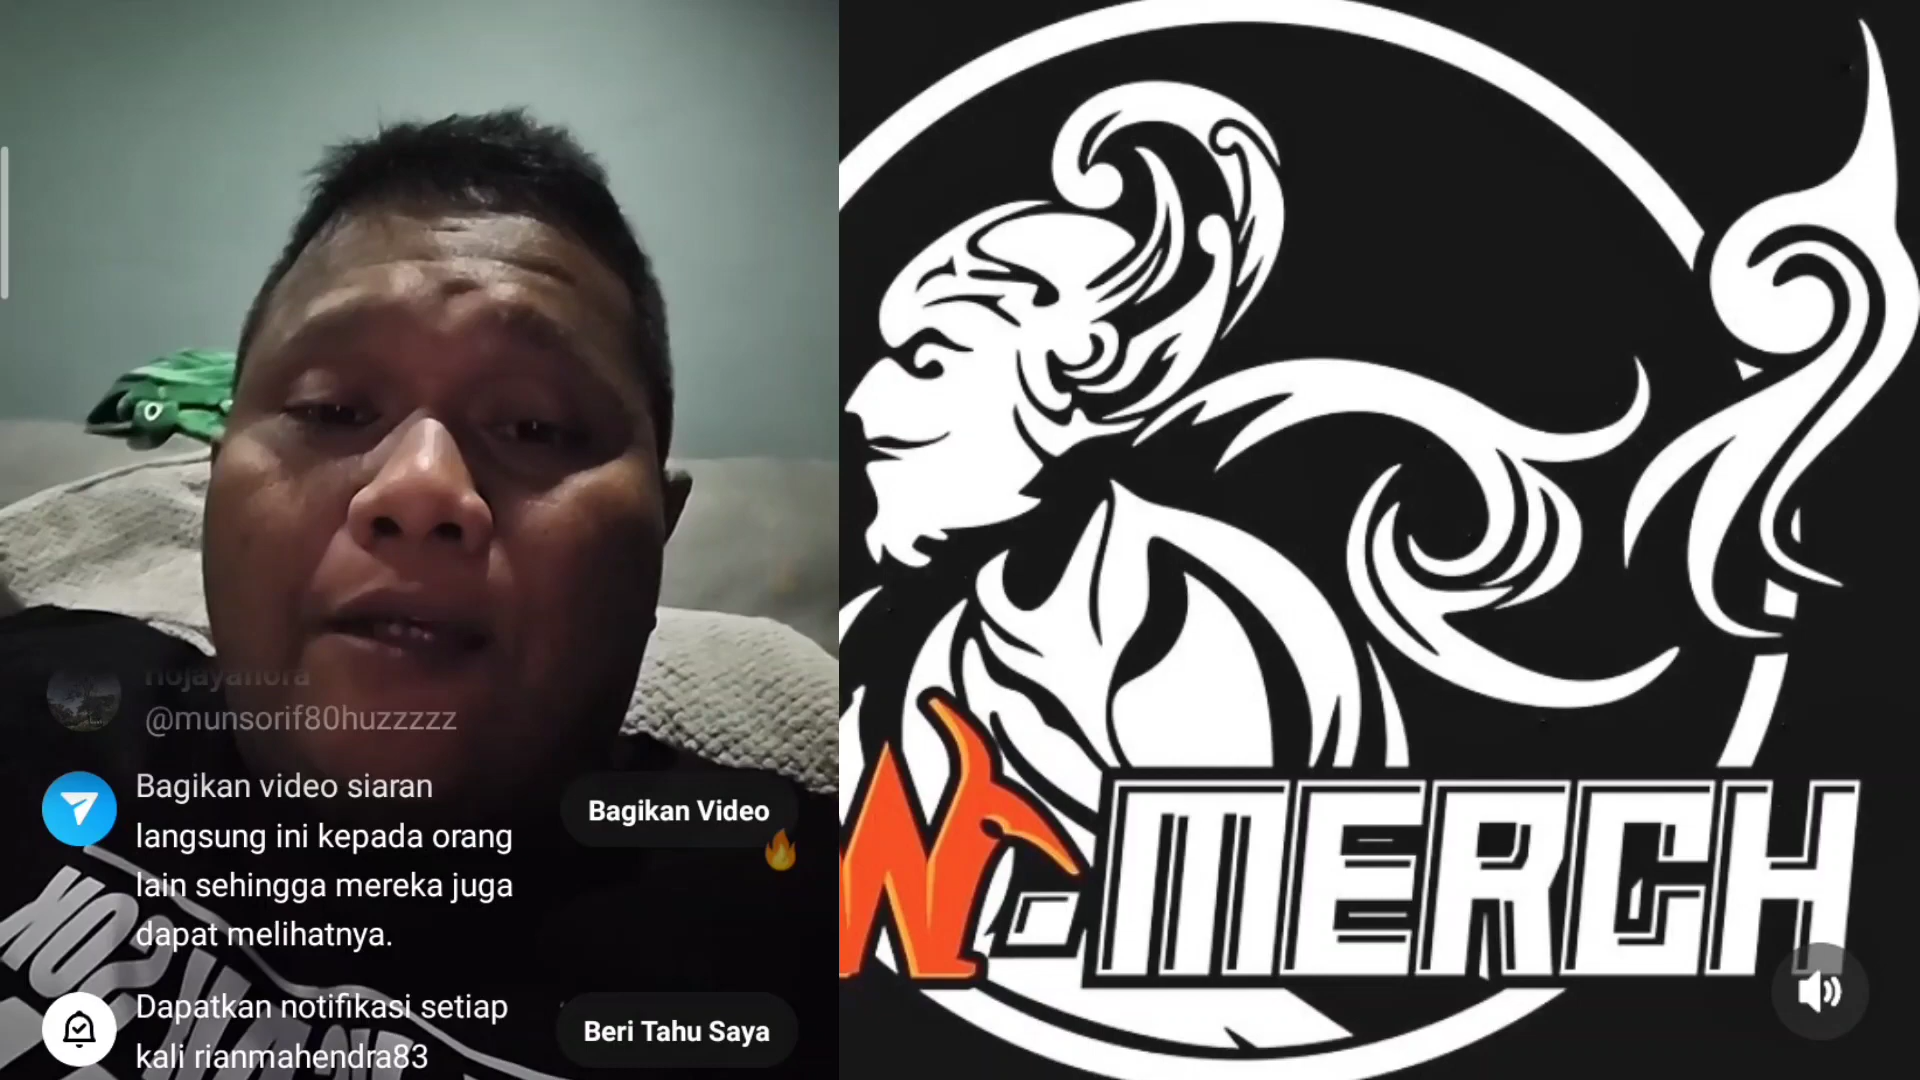 nojayanora
@munsorif80huzzzzz
Bagikan video siaran
langsung ini kepada orang
lain sehingga mereka juga
dapat melihatnya.
Bagikan Video
Dapatkan notifikasi setiap
kali rianmahendra83
Beri Tahu Saya
W.MERCH